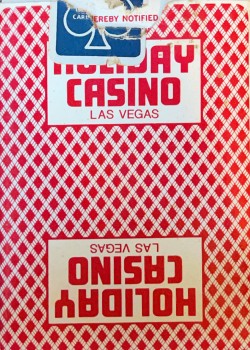 HEREBY NOTIFIED
HOLIDAY
CASINO
LAS VEGAS
HOLIDAY
CASINO
LAS VEGAS